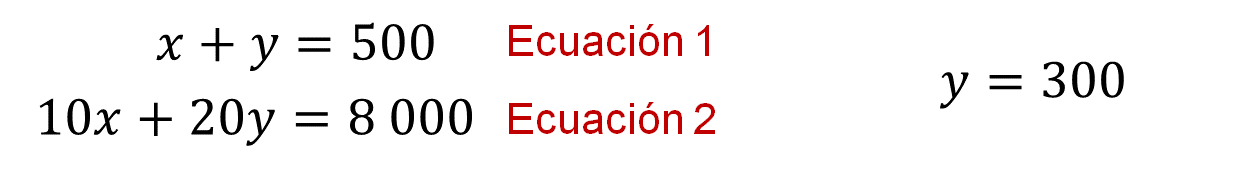 x + y = 500 Ecuación 1
10x + 20y = 8 000 Ecuación 2
y = 300